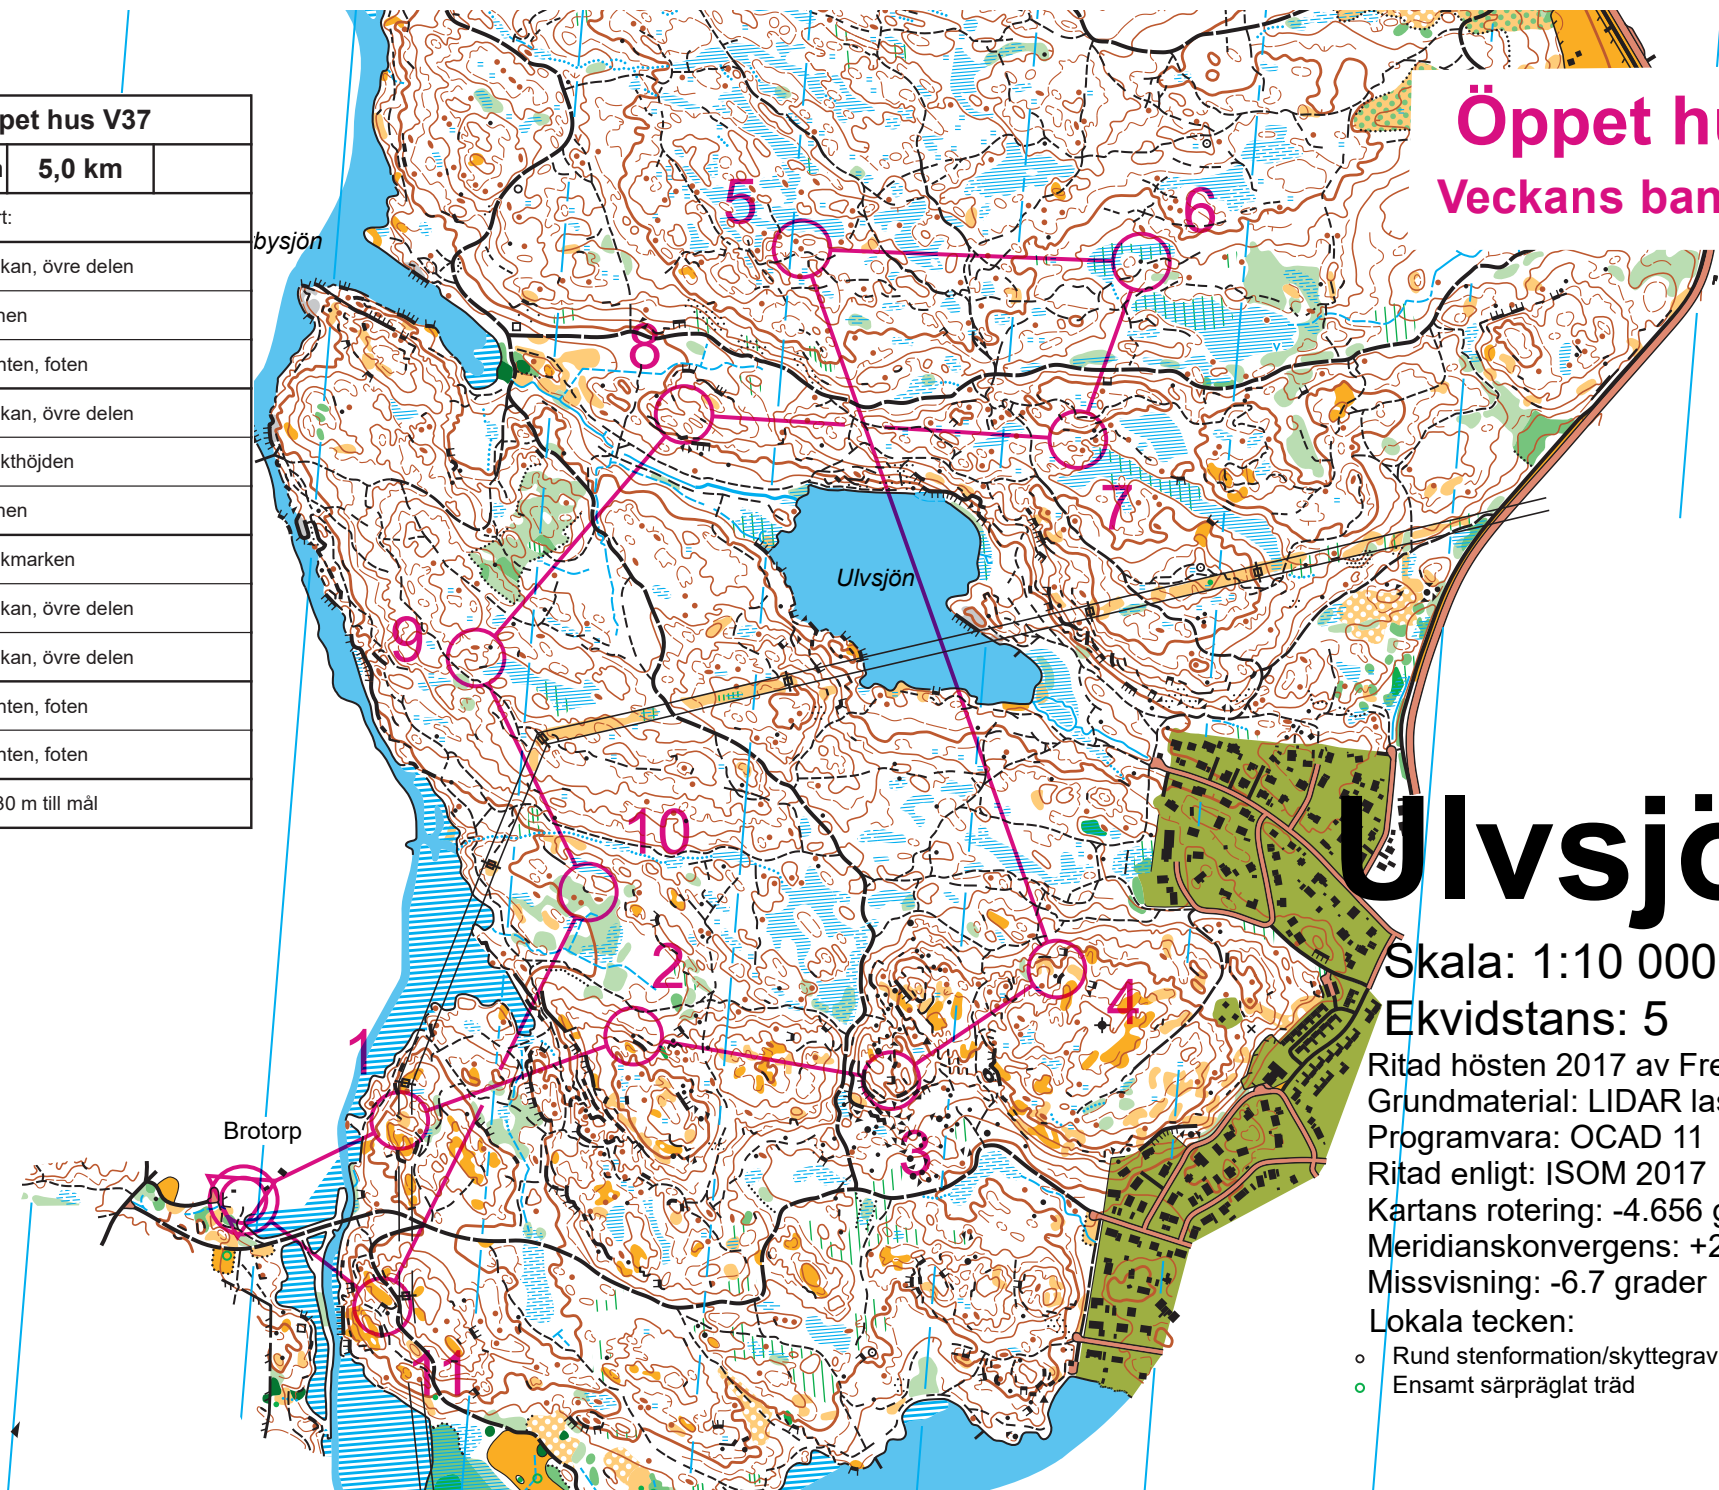 pet hus V37
5,0 km
kan, övre delen
nten, foten
kan, övre delen
kthöjden
kmarken
kan, övre delen
kan, övre delen
nten, foten
nten, foten
30 m till mål
bysjön
Öppet hu
Veckans ban
5
6
8
7
Ulvsjön
9
10
2
4
1
3
11
Brotorp
Ulvsjö
Skala: 1:10 000
Ekvidstans: 5
Ritad hösten 2017 av Fre
Grundmaterial: LIDAR las
Programvara: OCAD 11
Ritad enligt: ISOM 2017
Kartans rotering: -4.656 g
Meridianskonvergens: +2
Missvisning: -6.7 grader
Lokala tecken:
Rund stenformation/skyttegrav
Ensamt särpräglat träd